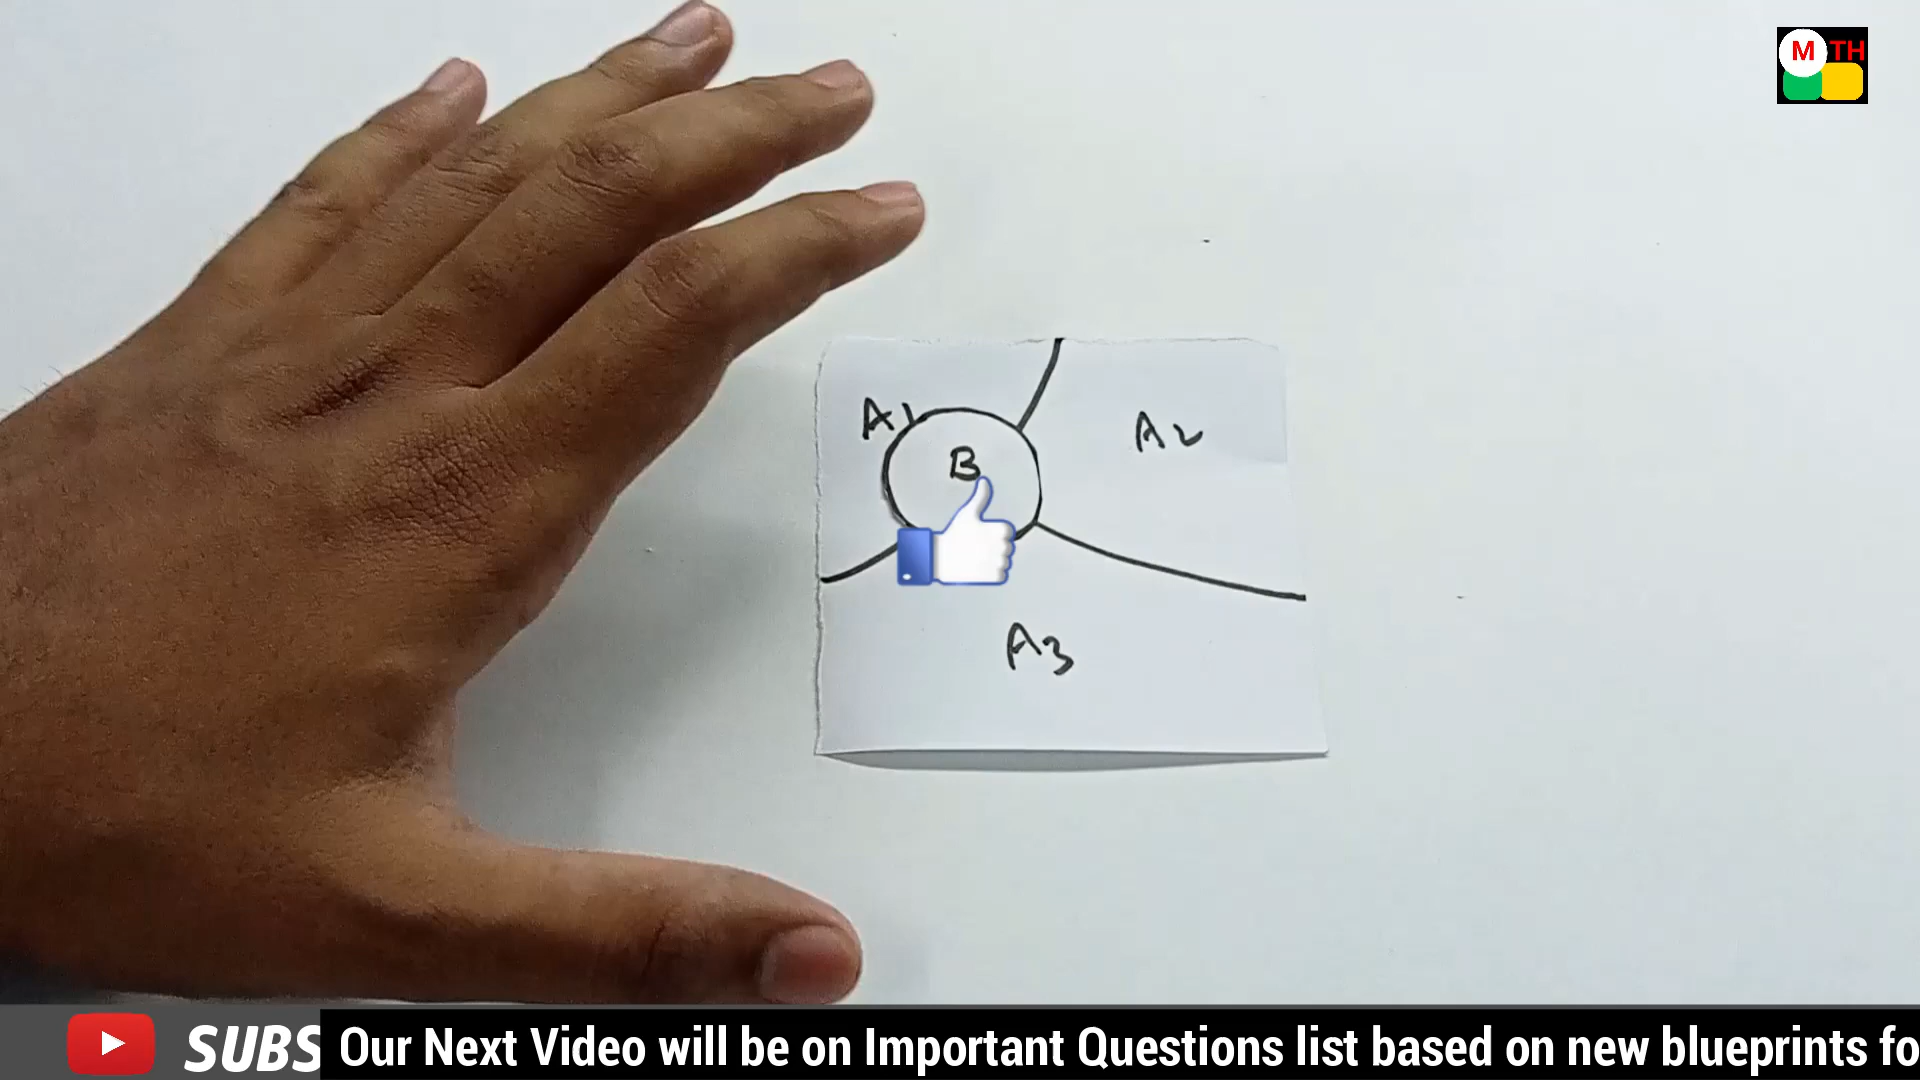 M TH
A1
A2
B
A3
SUBS
Our Next Video will be on Important Questions list based on new blueprints fo